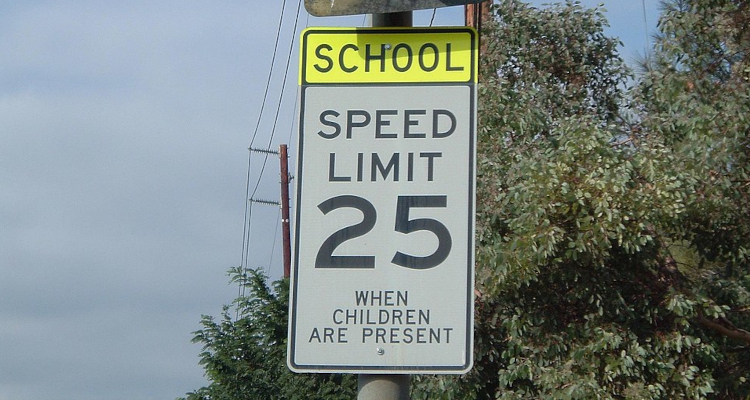 SCHOOL
SPEED
LIMIT
25
WHEN
CHILDREN
ARE PRESENT